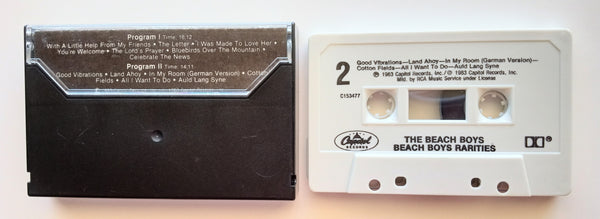 Program I Time: 16:12
With A Little Help From My Friends • The Letter • I Was Made To Love Her •
You're Welcome • The Lord's Prayer • Bluebirds Over The Mountain •
Celebrate The News
Program II Time: 14:11
Good Vibrations • Land Ahoy • In My Room (German Version) • Cotton
Fields • All I Want To Do • Auld Lang Syne
2
Good Vibrations—Land Ahoy—In My Room (German Version)—
Cotton Fields—All I Want To Do—Auld Lang Syne
℗ 1983 Capitol Records, Inc./© 1983 Capitol Records, Inc.
Mfd. by RCA Music Service under License
C153477
Capitol
RECORDS
THE BEACH BOYS
BEACH BOYS RARITIES